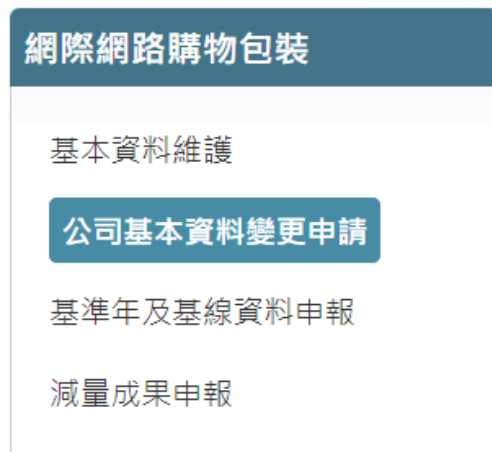 網際網路購物包裝
基本資料維護
公司基本資料變更申請
基準年及基線資料申報
減量成果申報